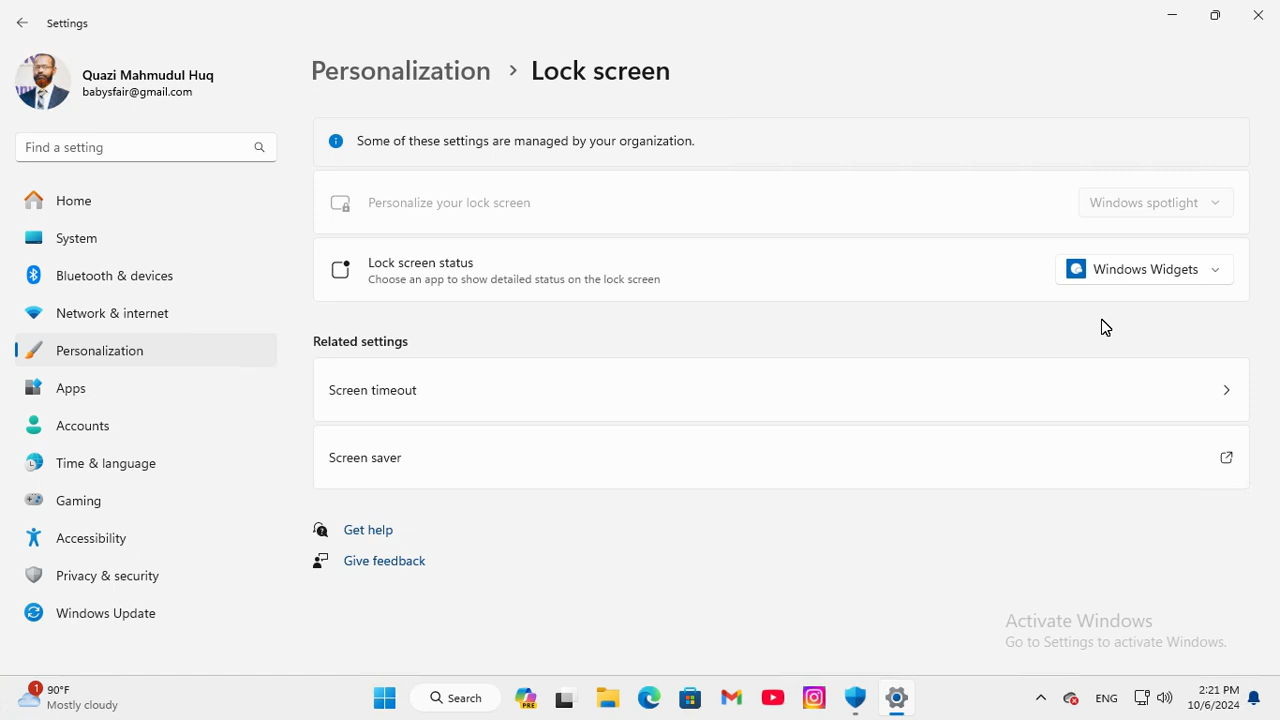 Settings
Quazi Mahmudul Huq
babysfair@gmail.com
Find a setting
Home
System
Bluetooth & devices
Network & internet
Personalization
Apps
Accounts
Time & language
Gaming
Accessibility
Privacy & security
Windows Update
Personalization > Lock screen
Some of these settings are managed by your organization.
Personalize your lock screen
Windows spotlight
Lock screen status
Choose an app to show detailed status on the lock screen
Windows Widgets
Related settings
Screen timeout
Screen saver
Get help
Give feedback
Activate Windows
Go to Settings to activate Windows.
1
90°F
Mostly cloudy
Search
PRE
ENG
2:21 PM
10/6/2024